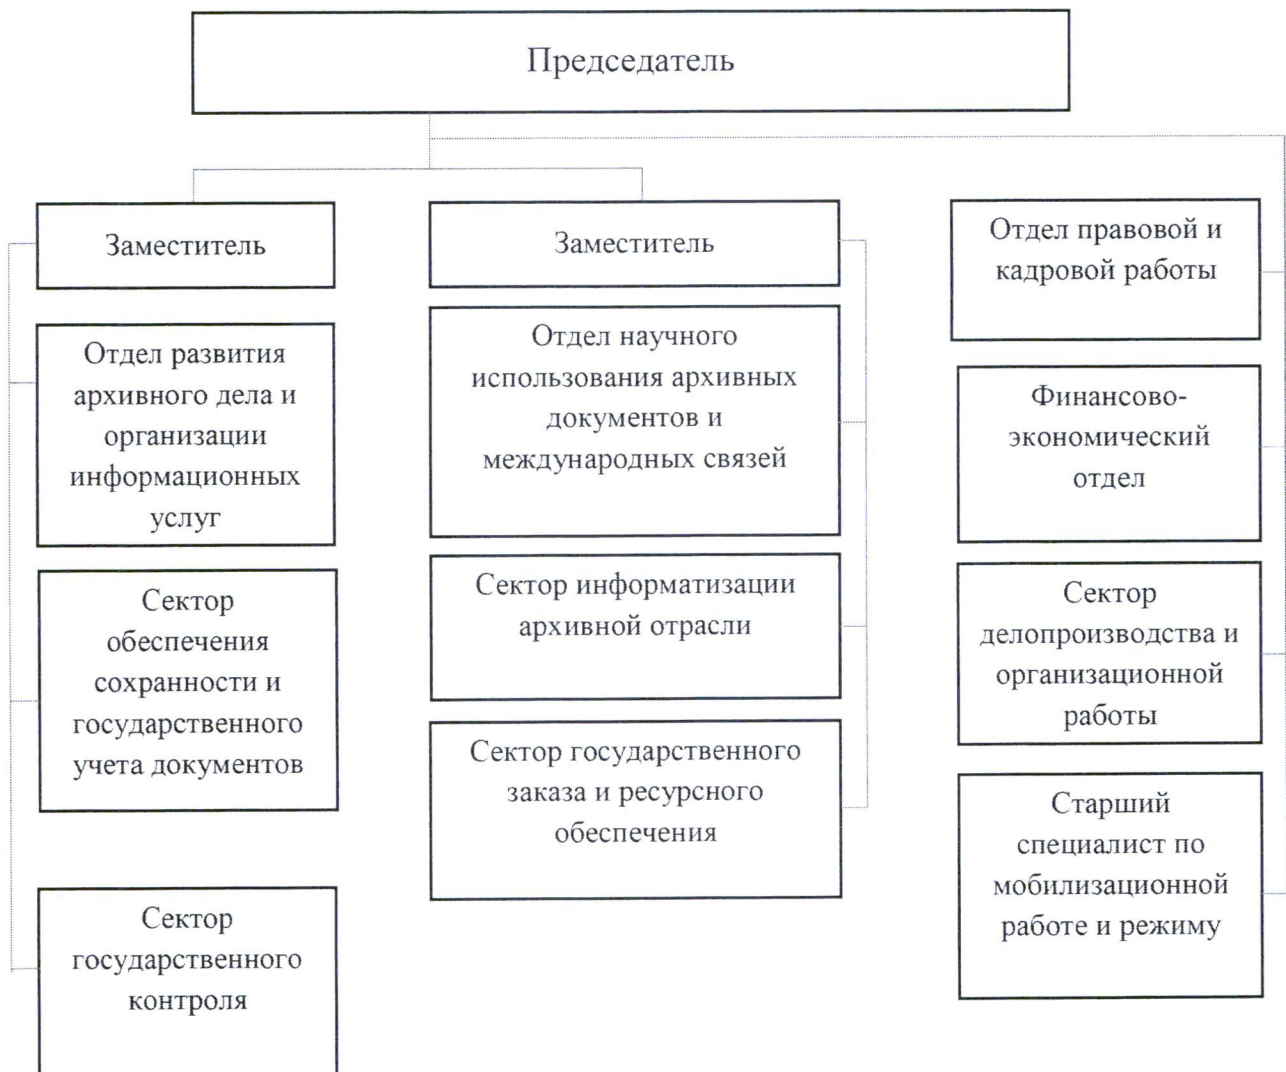 Председатель
Заместитель
Отдел развития
архивного дела и
организации
информационных
услуг
Сектор
обеспечения
сохранности и
государственного
учета документов
Сектор
государственного
контроля
Заместитель
Отдел научного
использования архивных
документов и
международных связей
Сектор информатизации
архивной отрасли
Сектор государственного
заказа и ресурсного
обеспечения
Отдел правовой и
кадровой работы
Финансово-
экономический
отдел
Сектор
делопроизводства и
организационной
работы
Старший
специалист по
мобилизационной
работе и режиму